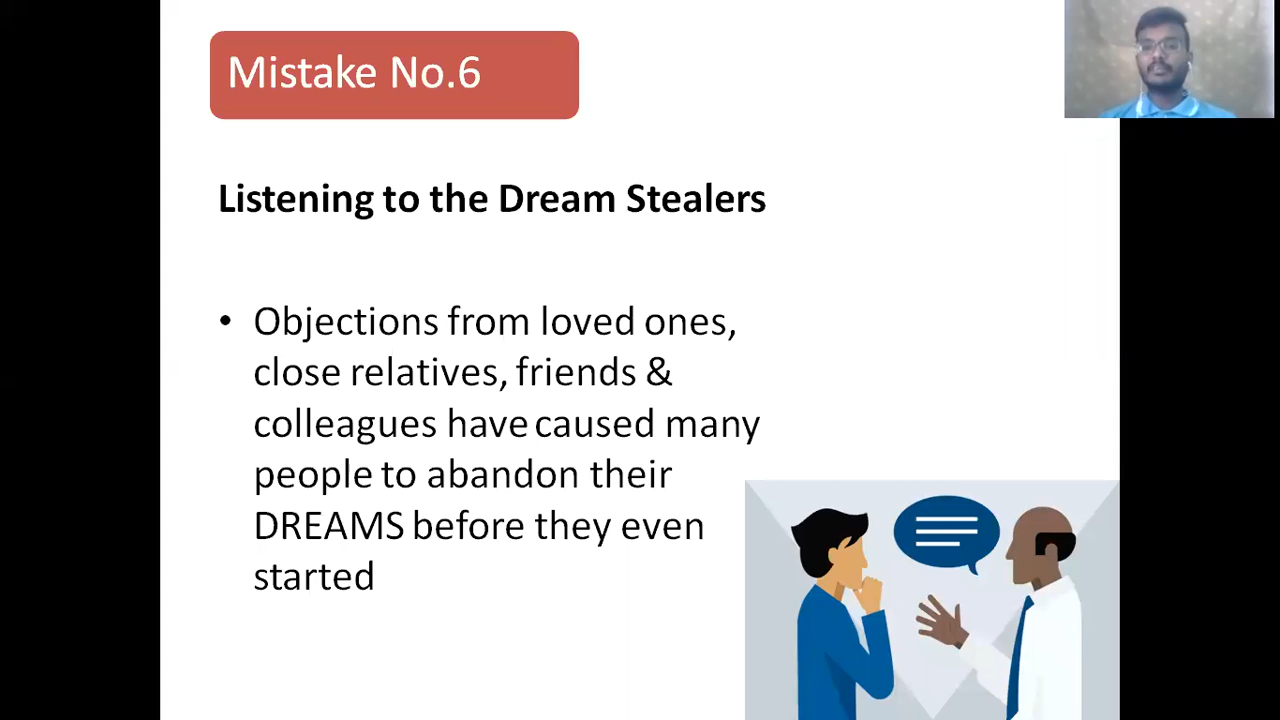 Mistake No.6
Listening to the Dream Stealers
• Objections from loved ones,
close relatives, friends &
colleagues have caused many
people to abandon their
DREAMS before they even
started